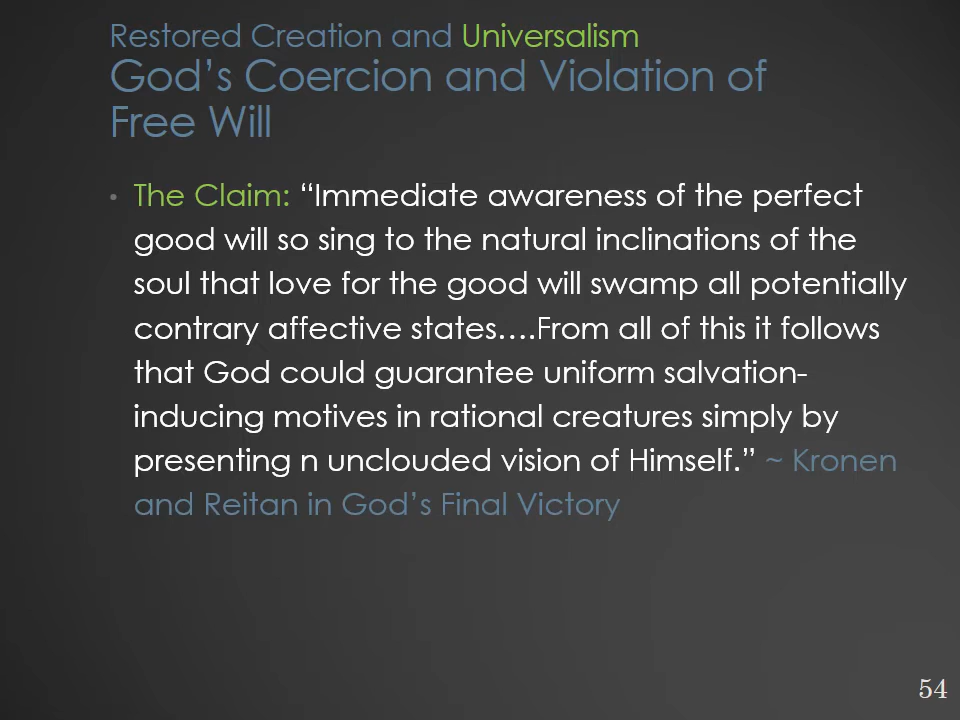 Restored Creation and Universalism
God’s Coercion and Violation of
Free Will
• The Claim: “Immediate awareness of the perfect
good will so sing to the natural inclinations of the
soul that love for the good will swamp all potentially
contrary affective states….From all of this it follows
that God could guarantee uniform salvation-
inducing motives in rational creatures simply by
presenting n unclouded vision of Himself.” ~ Kronen
and Reitan in God’s Final Victory
54